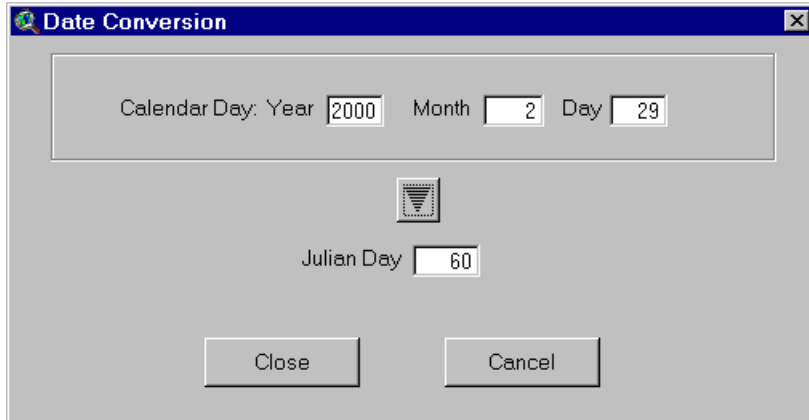 Date Conversion
Calendar Day: Year 2000 Month 2 Day 29
Julian Day 60
Close Cancel